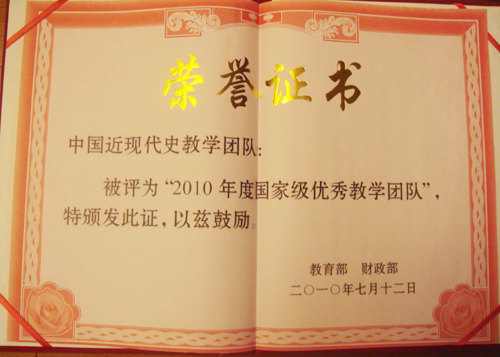 荣誉证书
中国近现代史教学团队:
被评为“2010年度国家级优秀教学团队”,
特颁发此证,以兹鼓励。
教育部 财政部
二〇一〇年七月十二日